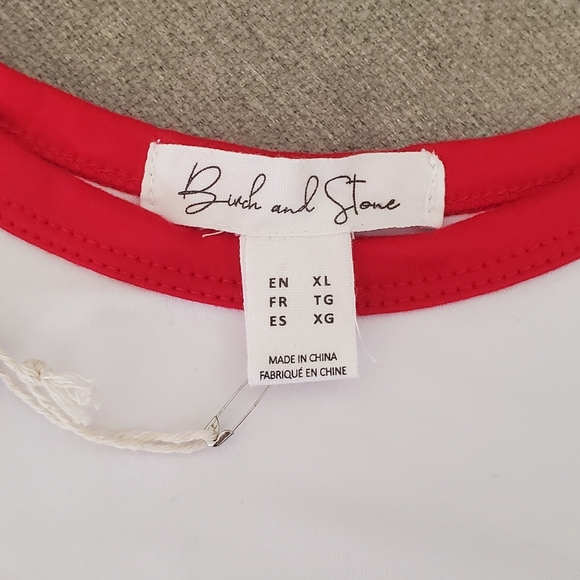 Birch and Stone
EN XL
FR TG
ES XG
MADE IN CHINA
FABRIQUÉ EN CHINE